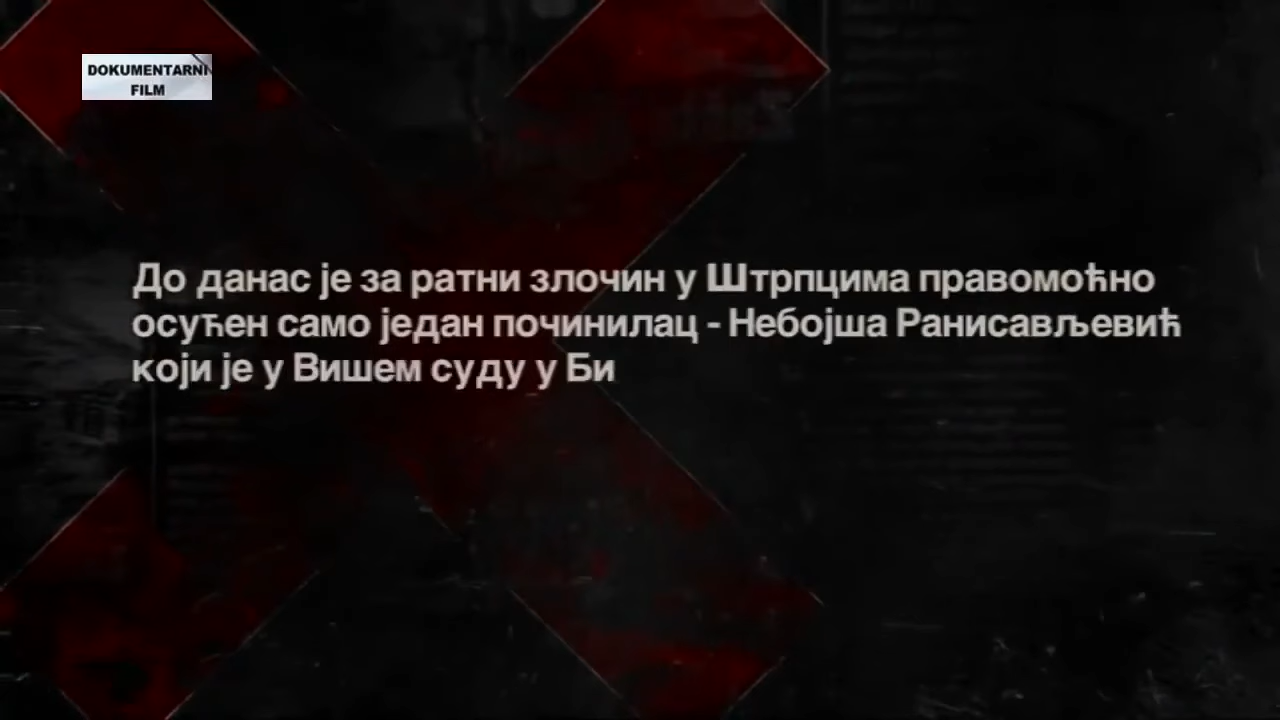 DOKUMENTARNI
FILM
До данас је за ратни злочин у Штрпцима правомоћно
осуђен само један починилац - Небојша Ранисављевић
који је у Вишем суду у Би